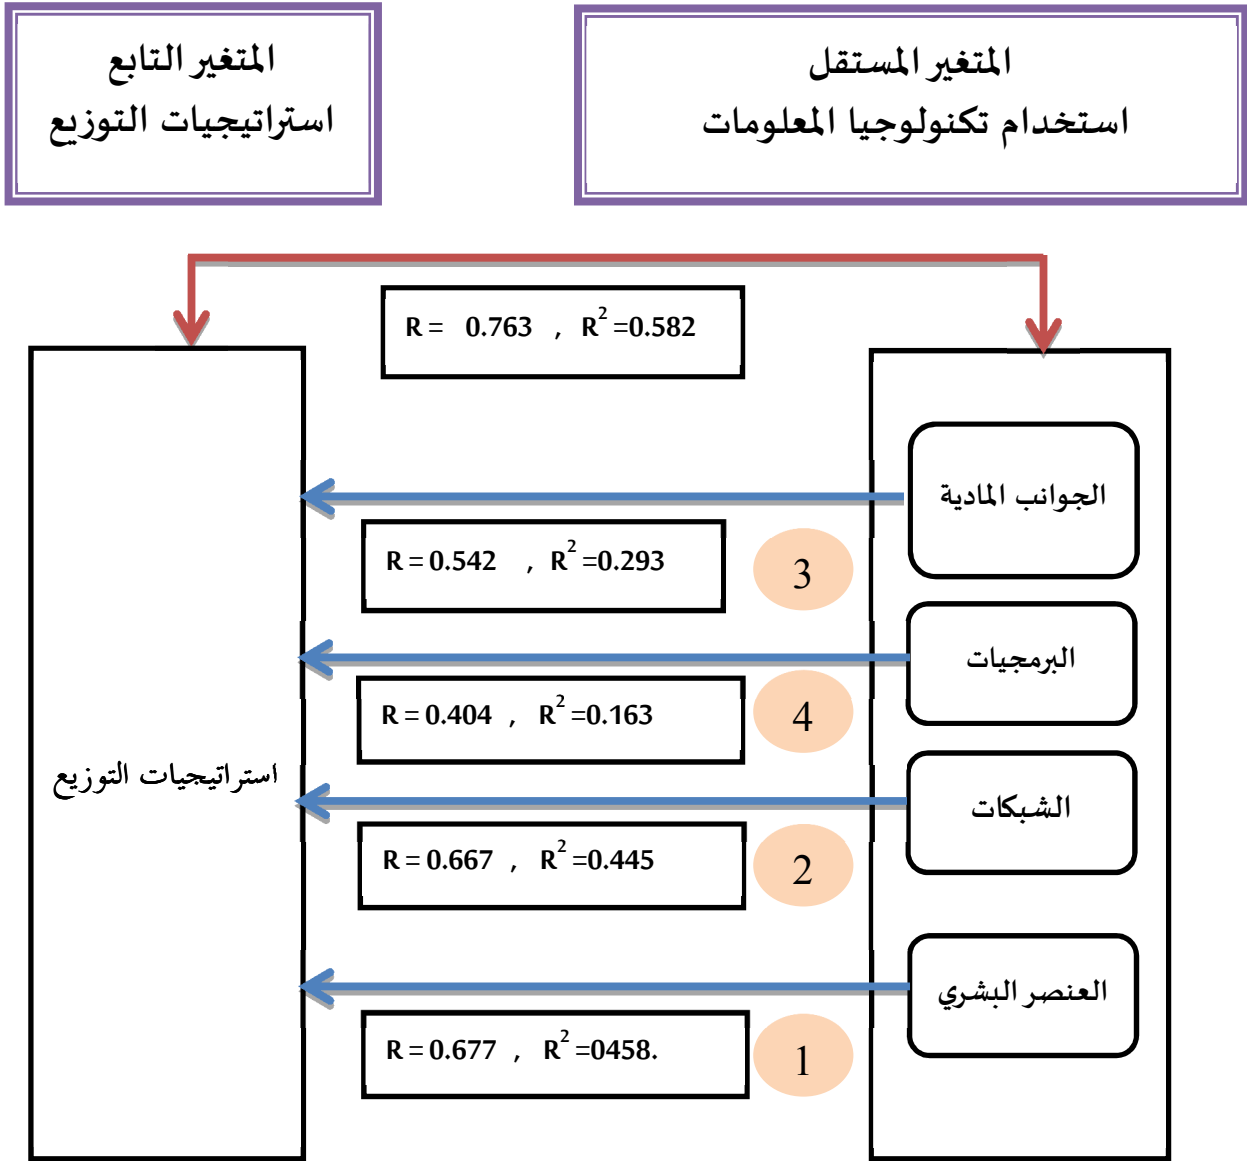 المتغير المستقل
استخدام تكنولوجيا المعلومات
المتغير التابع
استراتيجيات التوزيع
R = 0.763 , R²=0.582
الجوانب المادية
R = 0.542 , R²=0.293
3
البرمجيات
R = 0.404 , R²=0.163
4
استراتيجيات التوزيع
الشبكات
R = 0.667 , R²=0.445
2
العنصر البشري
R = 0.677 , R²=0458.
1